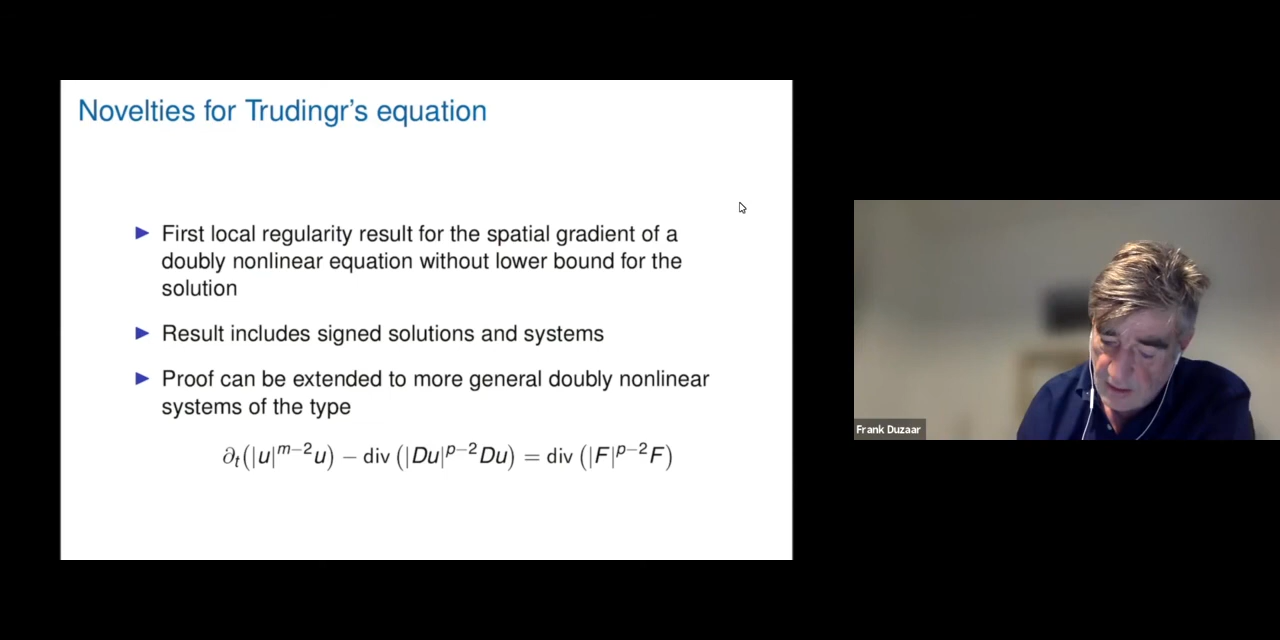 Novelties for Trudingr's equation
▶ First local regularity result for the spatial gradient of a
doubly nonlinear equation without lower bound for the
solution
▶ Result includes signed solutions and systems
▶ Proof can be extended to more general doubly nonlinear
systems of the type
∂ₜ(|u|^{m−2}u) − div (|Du|^{p−2}Du) = div (|F|^{p−2}F)
Frank Duzaar